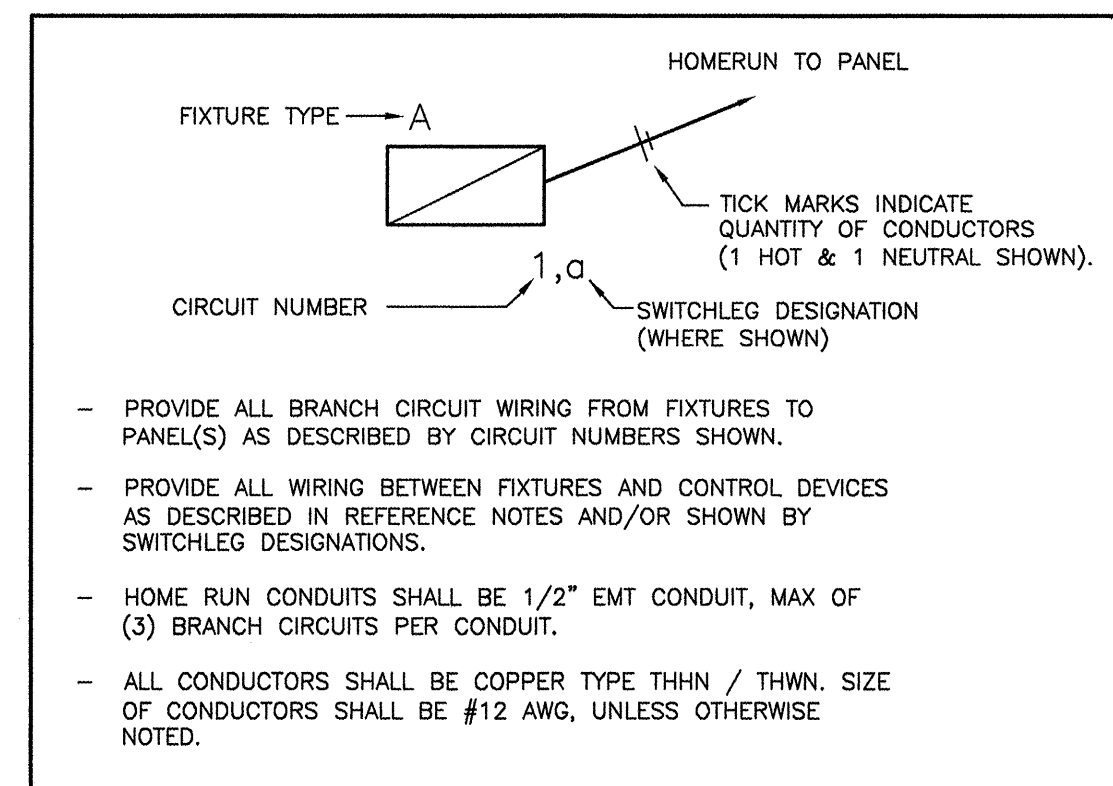 HOMERUN TO PANEL
FIXTURE TYPE A
TICK MARKS INDICATE
QUANTITY OF CONDUCTORS
(1 HOT & 1 NEUTRAL SHOWN).
1,a
CIRCUIT NUMBER
SWITCHLEG DESIGNATION
(WHERE SHOWN)
– PROVIDE ALL BRANCH CIRCUIT WIRING FROM FIXTURES TO
PANEL(S) AS DESCRIBED BY CIRCUIT NUMBERS SHOWN.
– PROVIDE ALL WIRING BETWEEN FIXTURES AND CONTROL DEVICES
AS DESCRIBED IN REFERENCE NOTES AND/OR SHOWN BY
SWITCHLEG DESIGNATIONS.
– HOME RUN CONDUITS SHALL BE 1/2" EMT CONDUIT, MAX OF
(3) BRANCH CIRCUITS PER CONDUIT.
– ALL CONDUCTORS SHALL BE COPPER TYPE THHN / THWN. SIZE
OF CONDUCTORS SHALL BE #12 AWG, UNLESS OTHERWISE
NOTED.